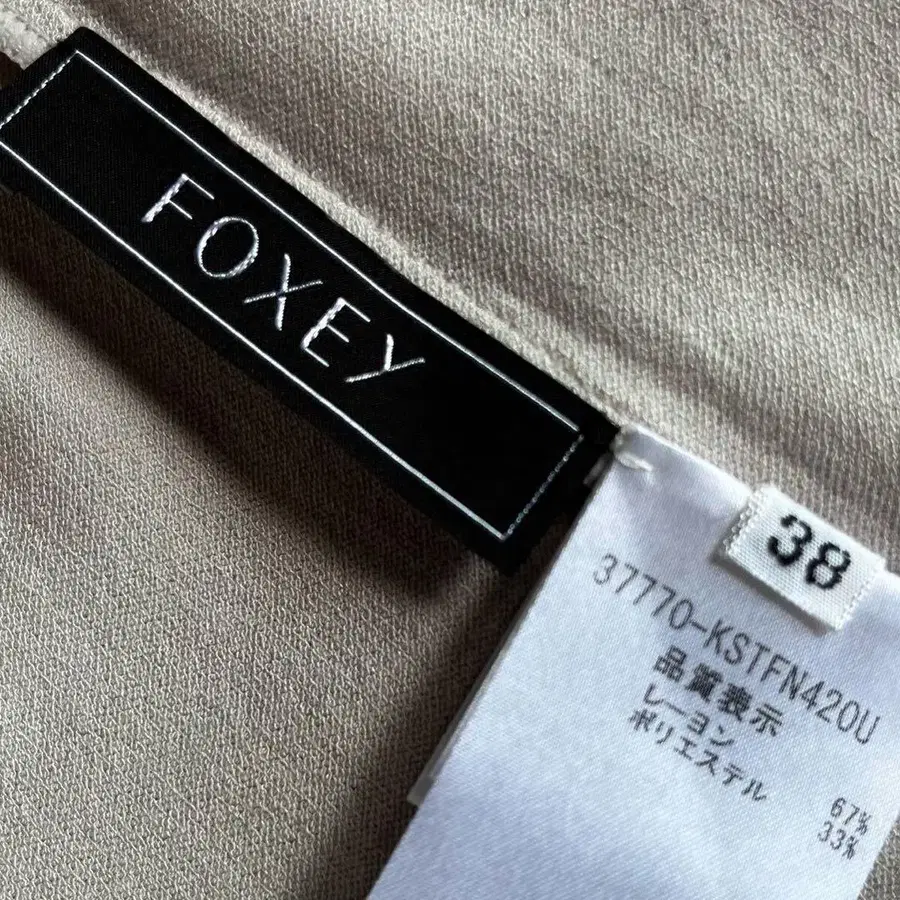 FOXEY
38
37770-KSTFN420U
品質表示
レーヨン 67%
ポリエステル 33%